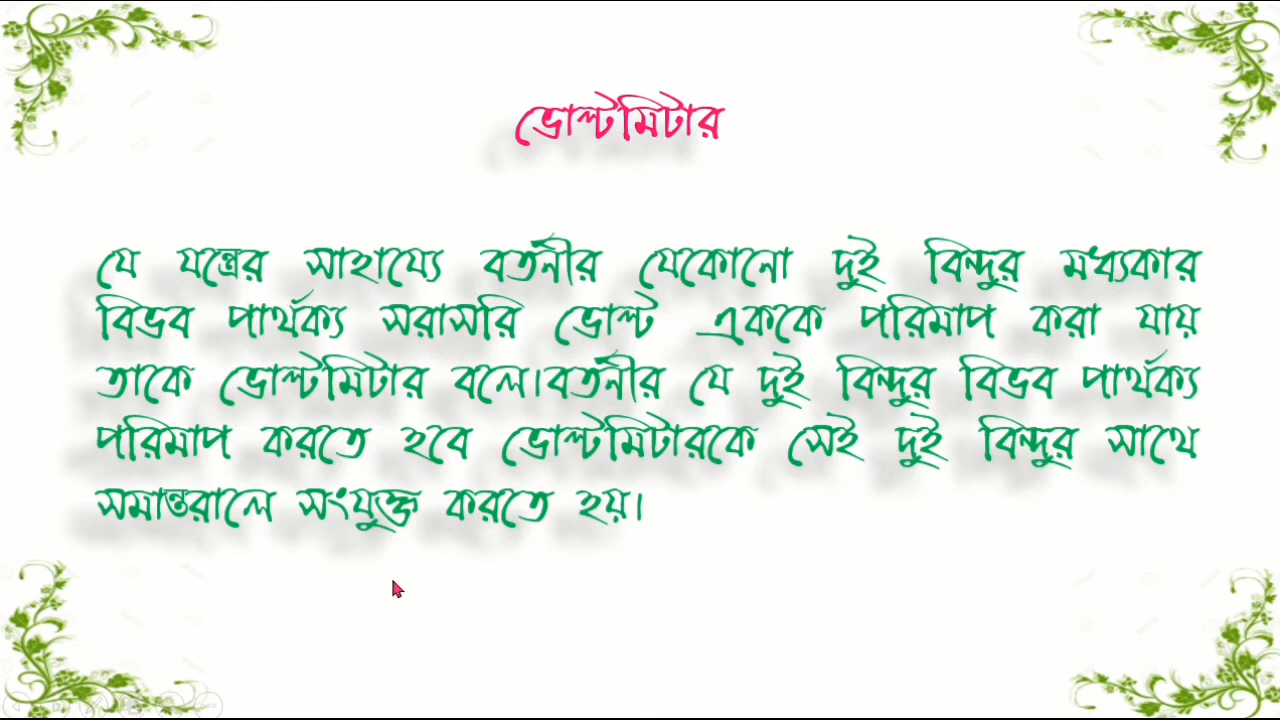 ভোল্টমিটার
যে যন্ত্রের সাহায্যে বর্তনীর যেকোনো দুই বিন্দুর মধ্যকার
বিভব পার্থক্য সরাসরি ভোল্ট এককে পরিমাপ করা যায়
তাকে ভোল্টমিটার বলে।বর্তনীর যে দুই বিন্দুর বিভব পার্থক্য
পরিমাপ করতে হবে ভোল্টমিটারকে সেই দুই বিন্দুর সাথে
সমান্তরালে সংযুক্ত করতে হয়।